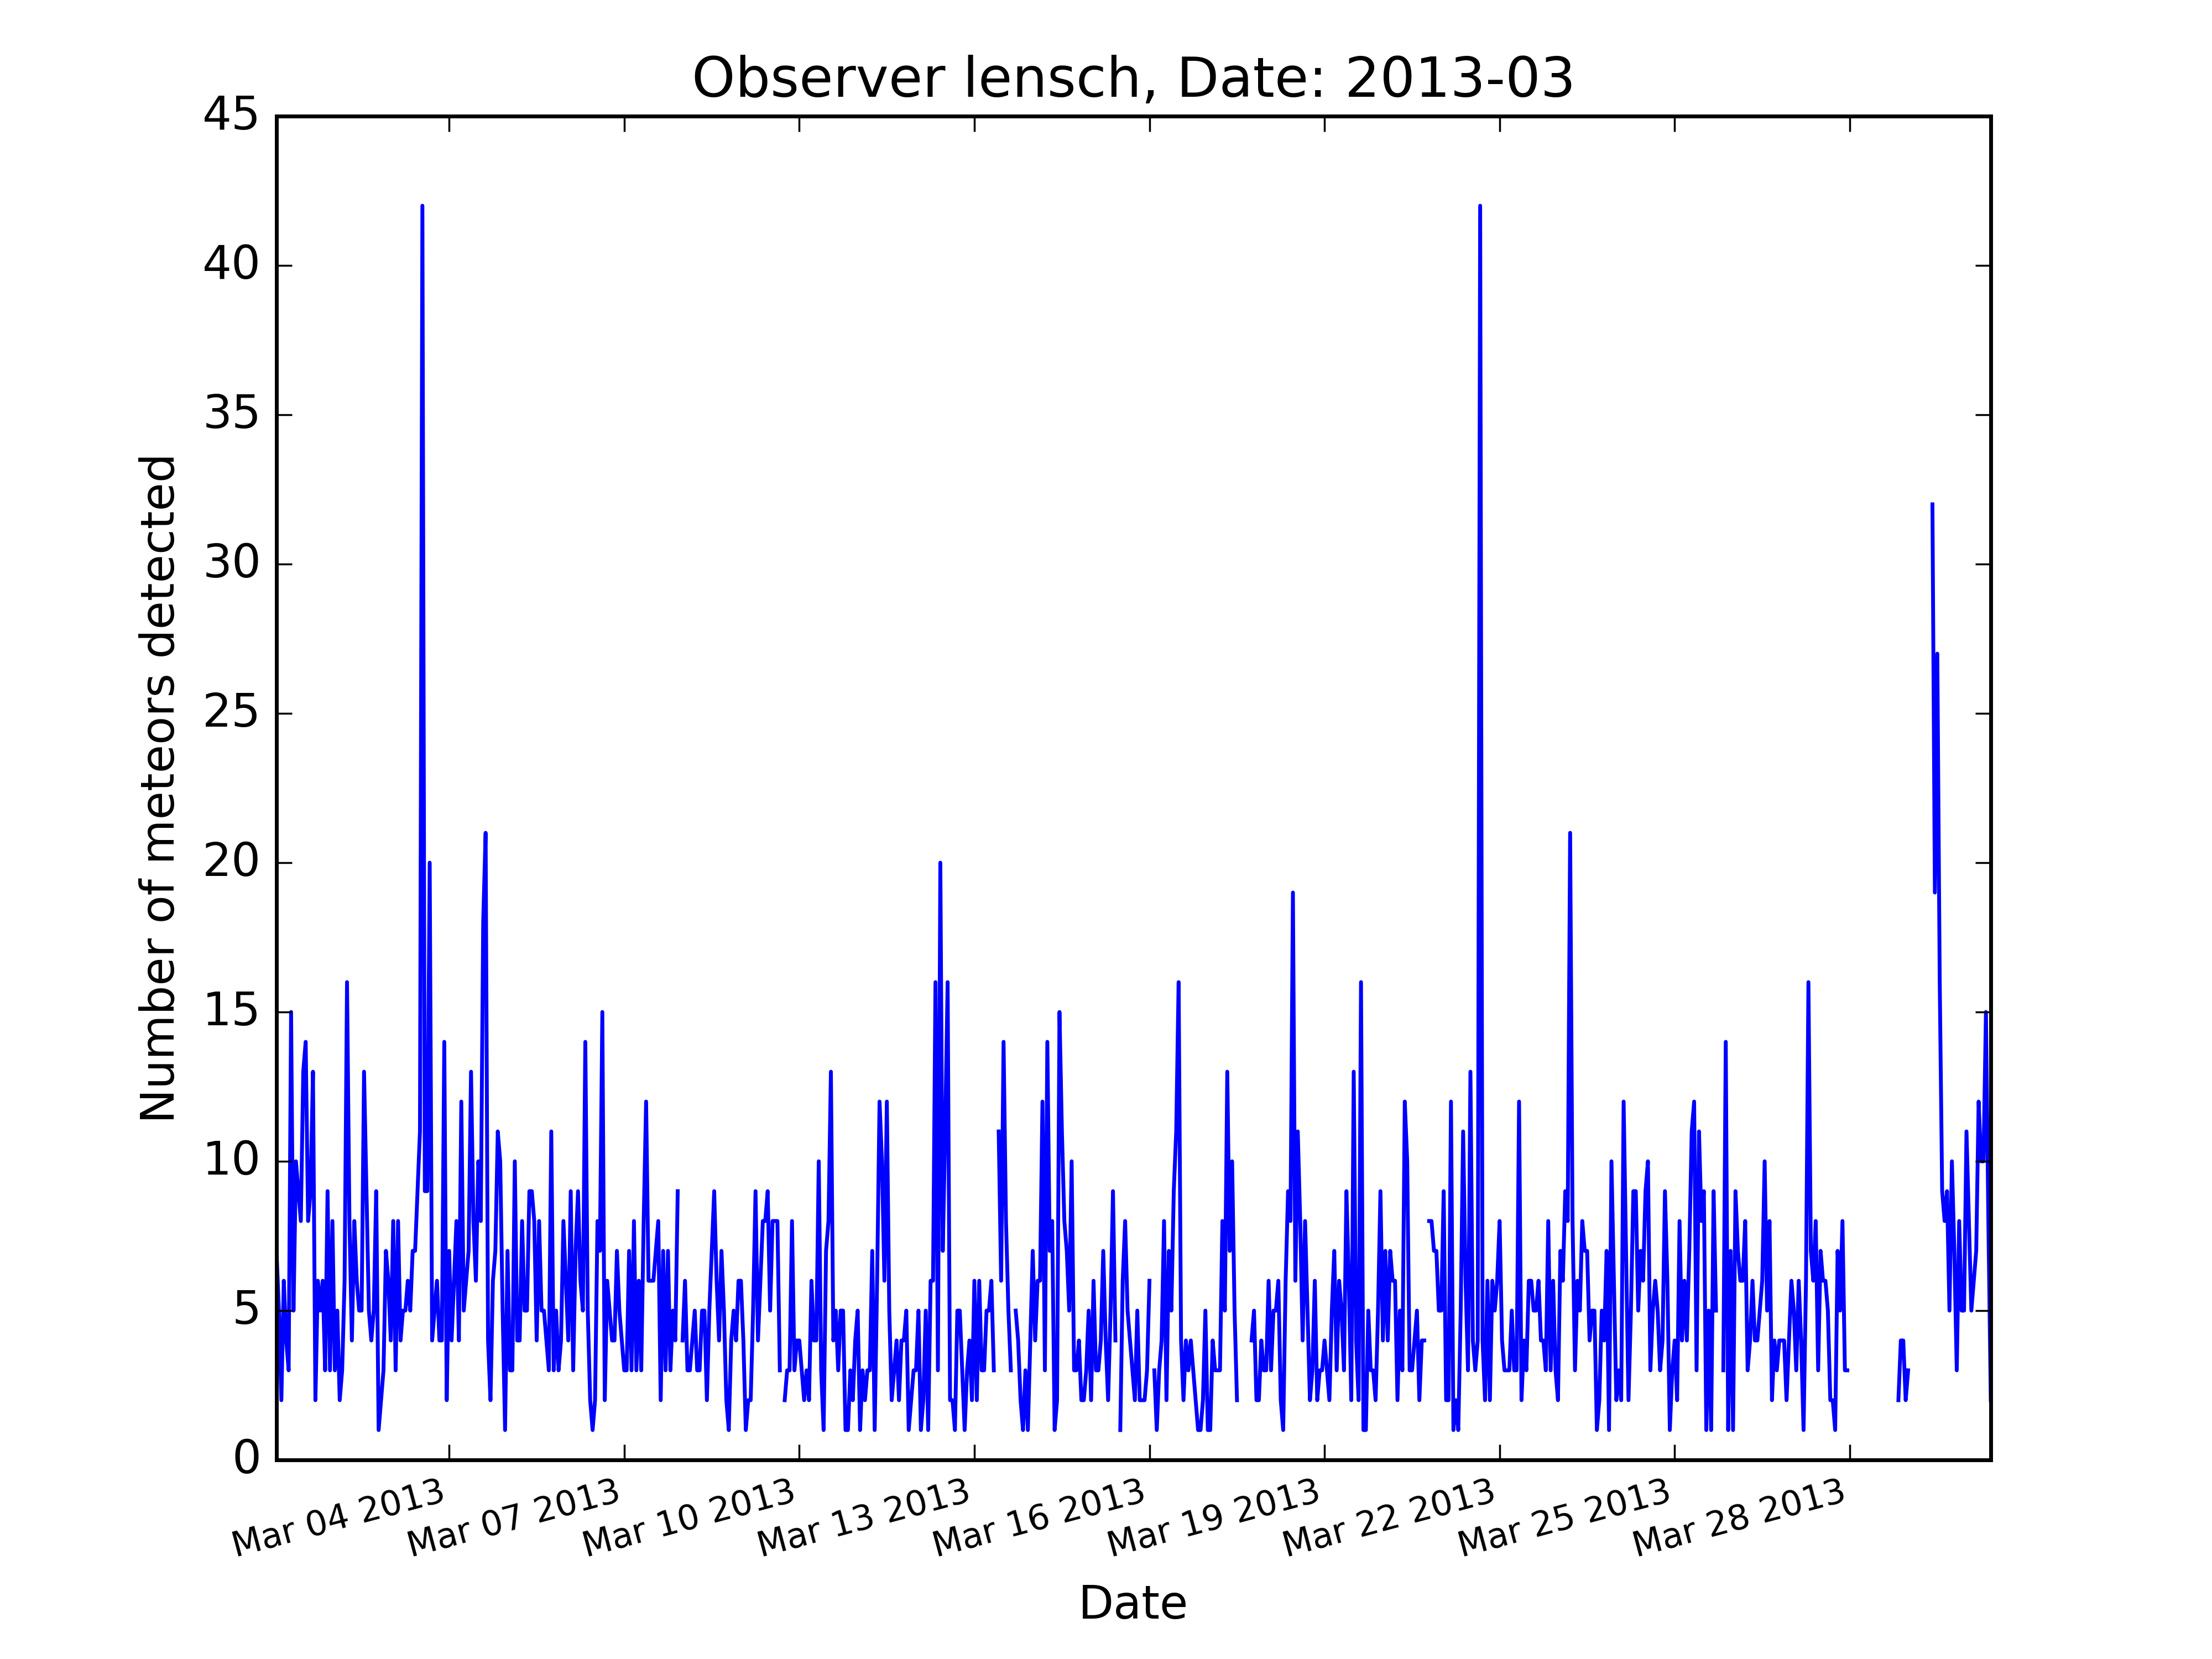 Observer lensch, Date: 2013-03
45
40
35
30
25
20
15
10
5
0
Number of meteors detected
Mar 04 2013
Mar 07 2013
Mar 10 2013
Mar 13 2013
Mar 16 2013
Mar 19 2013
Mar 22 2013
Mar 25 2013
Mar 28 2013
Date